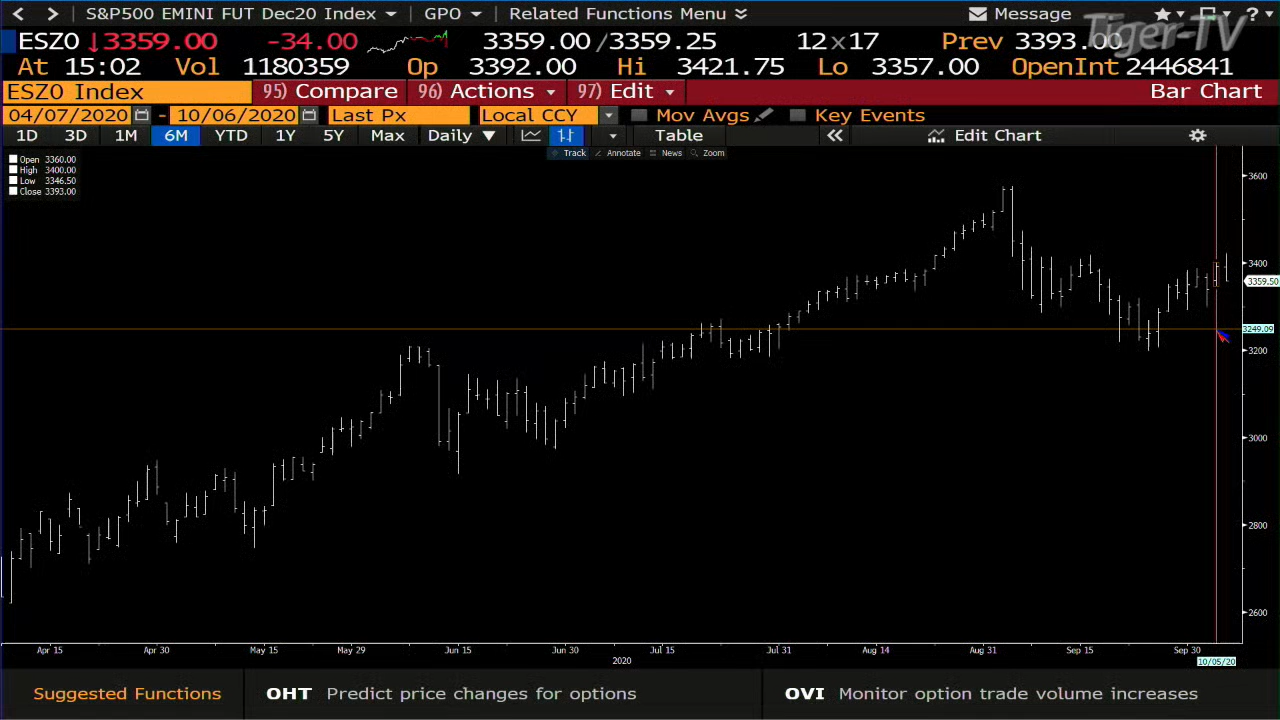 S&P500 EMINI FUT Dec20 Index GPO Related Functions Menu Message ?
Tiger-TV
ESZ0 ↓3359.00 -34.00 3359.00/3359.25 12x17 Prev 3393.00
At 15:02 Vol 1180359 Op 3392.00 Hi 3421.75 Lo 3357.00 OpenInt 2446841
ESZ0 Index 95) Compare 96) Actions 97) Edit Bar Chart
04/07/2020 - 10/06/2020 Last Px Local CCY Mov Avgs Key Events
1D 3D 1M 6M YTD 1Y 5Y Max Daily ▼ Table « Edit Chart
Track Annotate News Zoom
Open 3360.00
High 3400.00
Low 3346.50
Close 3393.00
3600
3400
3359.50
3249.09
3200
3000
2800
2600
Apr 15 Apr 30 May 15 May 29 Jun 15 Jun 30 Jul 15 Jul 31 Aug 14 Aug 31 Sep 15 Sep 30
2020 10/05/20
Suggested Functions OHT Predict price changes for options OVI Monitor option trade volume increases